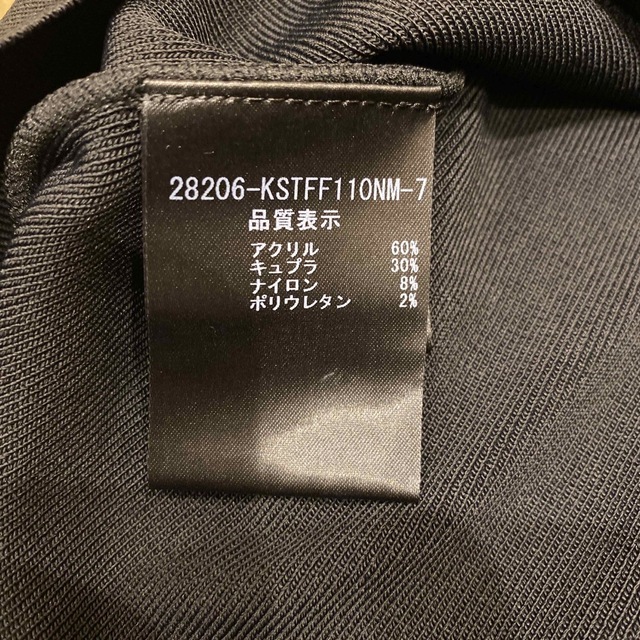 28206-KSTFF110NM-7
品質表示
アクリル 60%
キュプラ 30%
ナイロン 8%
ポリウレタン 2%